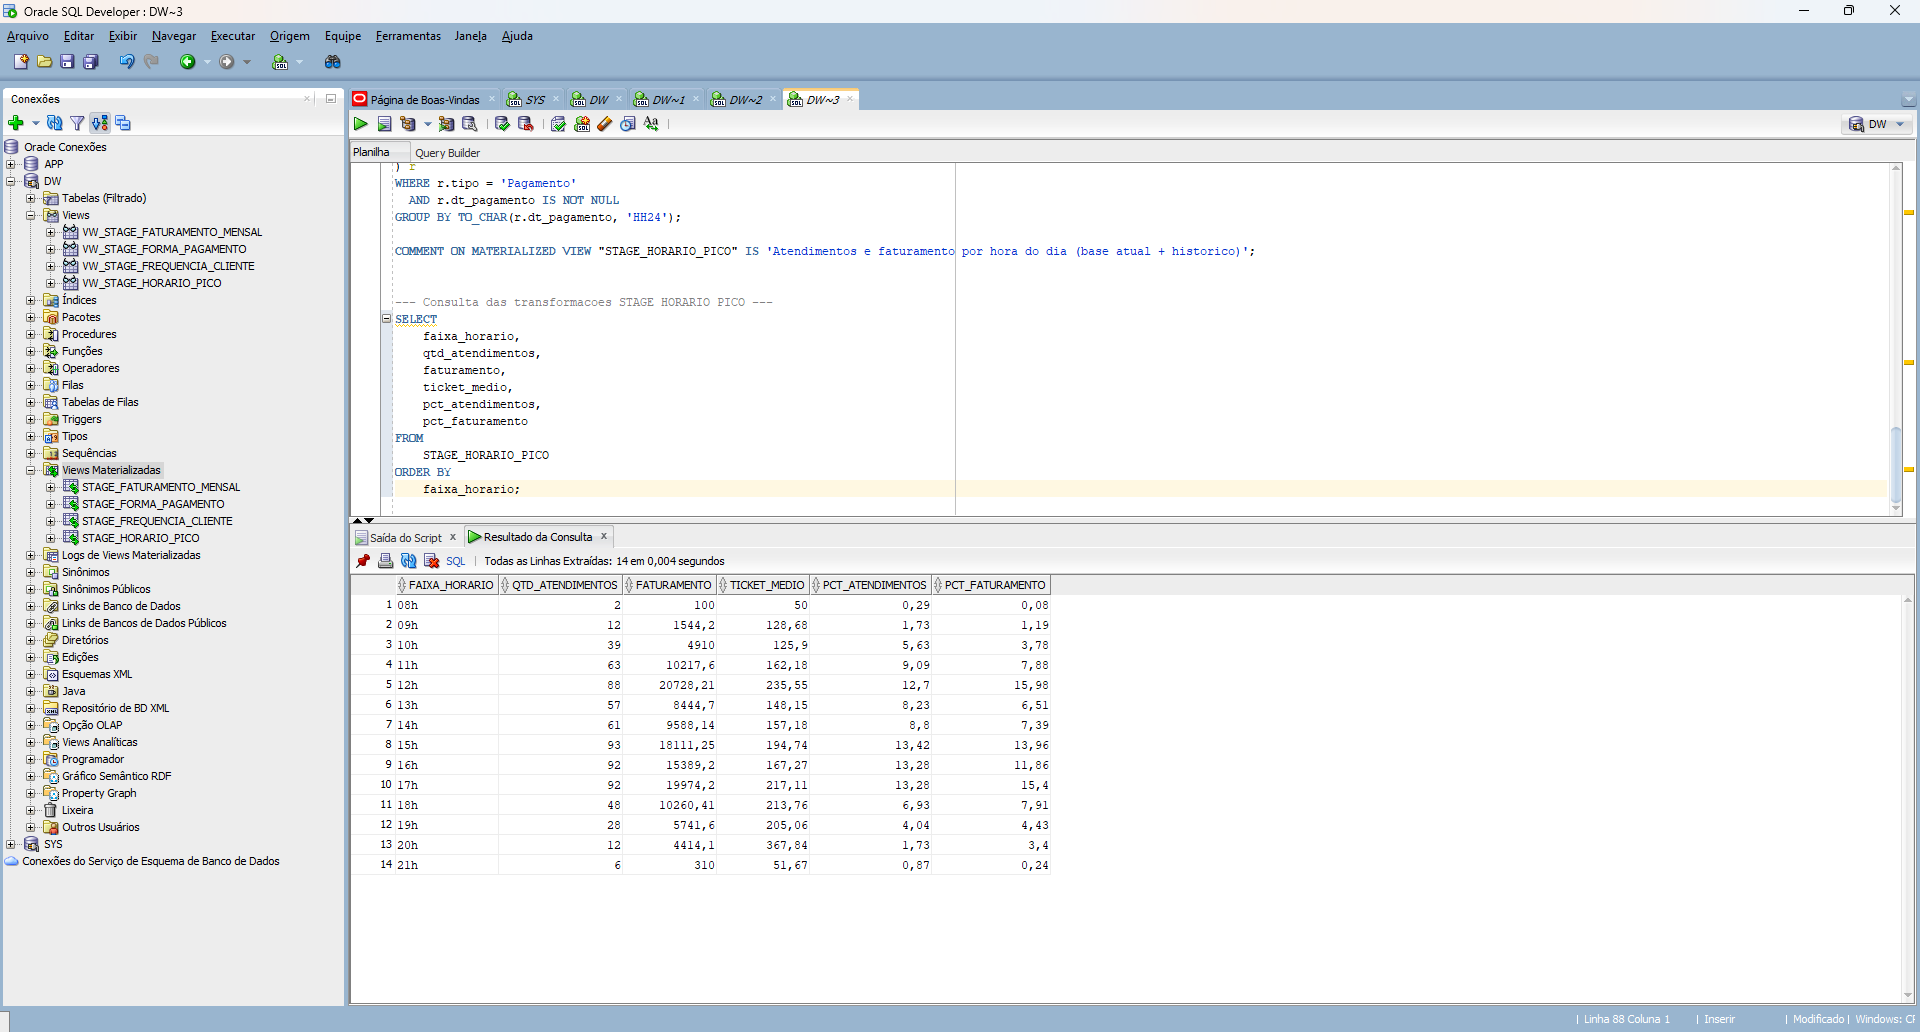 Oracle SQL Developer : DW~3
Arquivo Editar Exibir Navegar Executar Origem Equipe Ferramentas Janela Ajuda
Conexões
Página de Boas-Vindas SYS DW DW~1 DW~2 DW~3
DW
Planilha Query Builder
Oracle Conexões
APP
DW
Tabelas (Filtrado)
Views
VW_STAGE_FATURAMENTO_MENSAL
VW_STAGE_FORMA_PAGAMENTO
VW_STAGE_FREQUENCIA_CLIENTE
VW_STAGE_HORARIO_PICO
Índices
Pacotes
Procedures
Funções
Operadores
Filas
Tabelas de Filas
Triggers
Tipos
Sequências
Views Materializadas
STAGE_FATURAMENTO_MENSAL
STAGE_FORMA_PAGAMENTO
STAGE_FREQUENCIA_CLIENTE
STAGE_HORARIO_PICO
Logs de Views Materializadas
Sinônimos
Sinônimos Públicos
Links de Banco de Dados
Links de Bancos de Dados Públicos
Diretórios
Edições
Esquemas XML
Java
Repositório de BD XML
Opção OLAP
Views Analíticas
Programador
Gráfico Semântico RDF
Property Graph
Lixeira
Outros Usuários
SYS
Conexões do Serviço de Esquema de Banco de Dados
) r
WHERE r.tipo = 'Pagamento'
AND r.dt_pagamento IS NOT NULL
GROUP BY TO_CHAR(r.dt_pagamento, 'HH24');
COMMENT ON MATERIALIZED VIEW "STAGE_HORARIO_PICO" IS 'Atendimentos e faturamento por hora do dia (base atual + historico)';
--- Consulta das transformacoes STAGE HORARIO PICO ---
SELECT
faixa_horario,
qtd_atendimentos,
faturamento,
ticket_medio,
pct_atendimentos,
pct_faturamento
FROM
STAGE_HORARIO_PICO
ORDER BY
faixa_horario;
Saída do Script Resultado da Consulta
SQL Todas as Linhas Extraídas: 14 em 0,004 segundos
FAIXA_HORARIO QTD_ATENDIMENTOS FATURAMENTO TICKET_MEDIO PCT_ATENDIMENTOS PCT_FATURAMENTO
1 08h 2 100 50 0,29 0,08
2 09h 12 1544,2 128,68 1,73 1,19
3 10h 39 4910 125,9 5,63 3,78
4 11h 63 10217,6 162,18 9,09 7,88
5 12h 88 20728,21 235,55 12,7 15,98
6 13h 57 8444,7 148,15 8,23 6,51
7 14h 61 9588,14 157,18 8,8 7,39
8 15h 93 18111,25 194,74 13,42 13,96
9 16h 92 15389,2 167,27 13,28 11,86
10 17h 92 19974,2 217,11 13,28 15,4
11 18h 48 10260,41 213,76 6,93 7,91
12 19h 28 5741,6 205,06 4,04 4,43
13 20h 12 4414,1 367,84 1,73 3,4
14 21h 6 310 51,67 0,87 0,24
Linha 88 Coluna 1 | Inserir | Modificado | Windows: CF